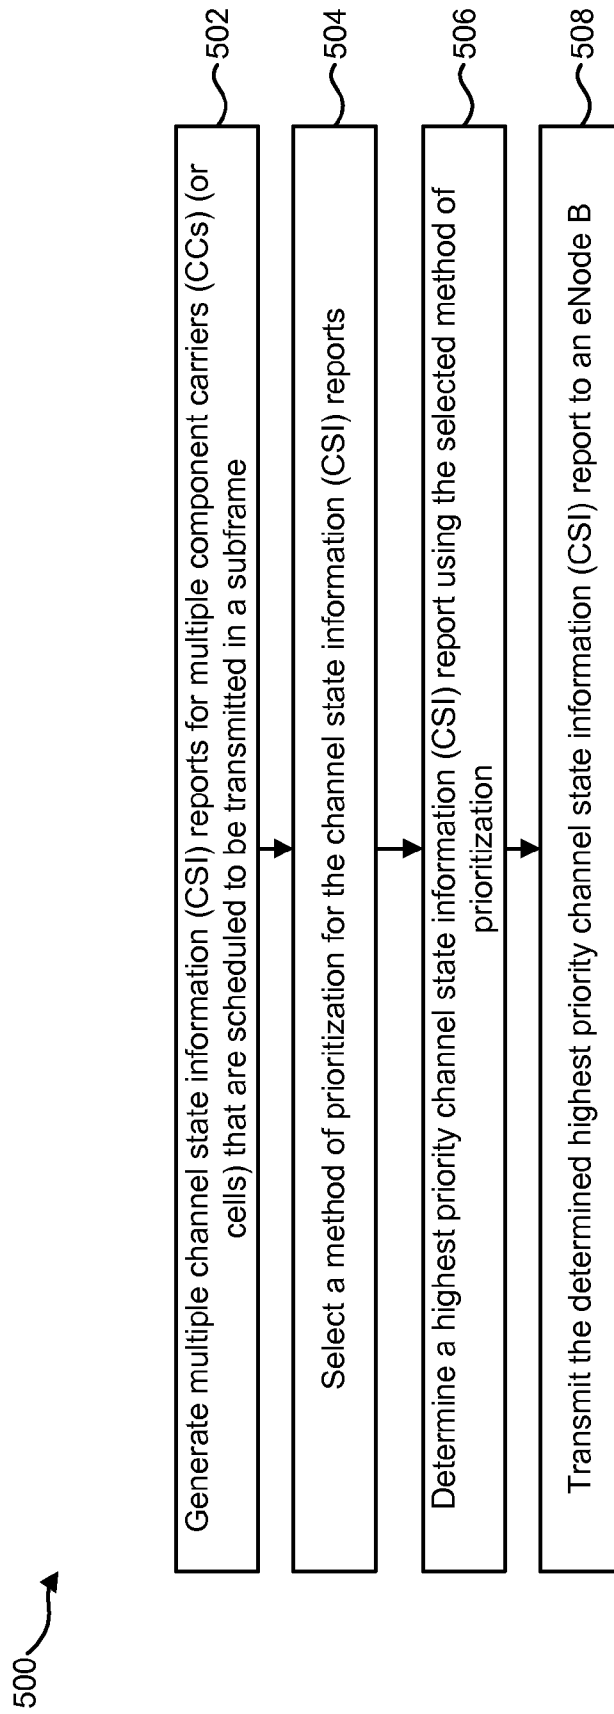 500
Generate multiple channel state information (CSI) reports for multiple component carriers (CCs) (or
cells) that are scheduled to be transmitted in a subframe
502
Select a method of prioritization for the channel state information (CSI) reports
504
Determine a highest priority channel state information (CSI) report using the selected method of
prioritization
506
Transmit the determined highest priority channel state information (CSI) report to an eNode B
508